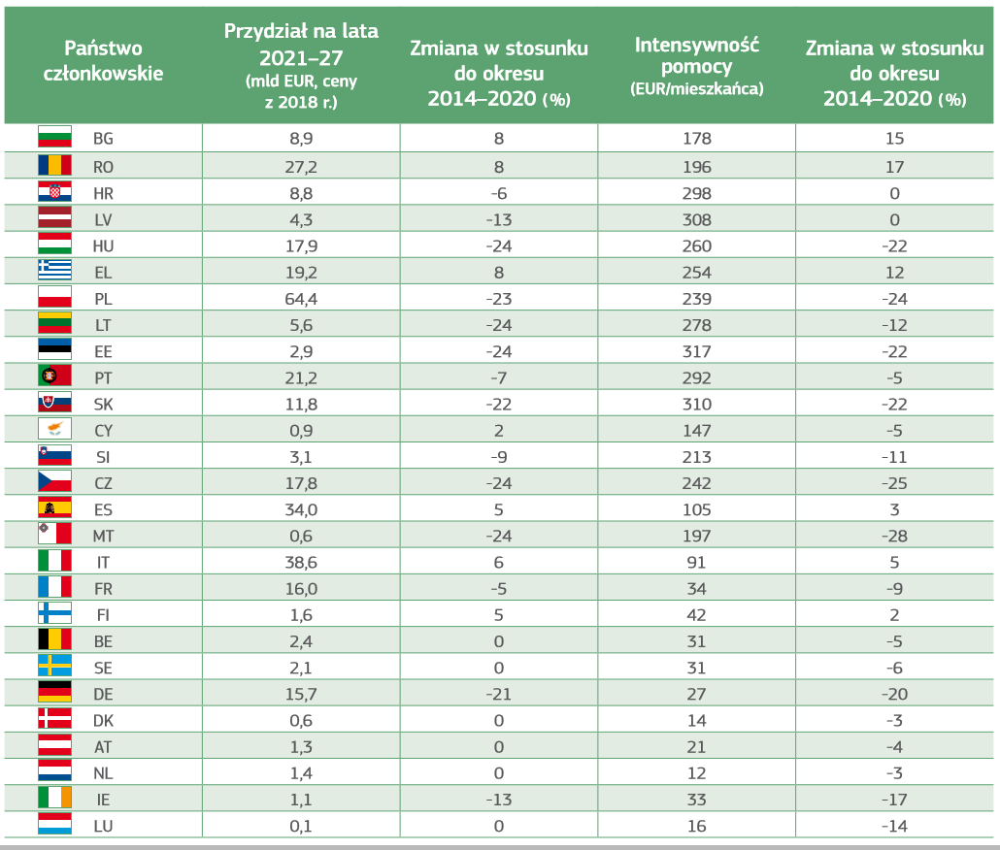 Państwo
członkowskie
Przydział na lata
2021–27
(mld EUR, ceny
z 2018 r.)
Zmiana w stosunku
do okresu
2014–2020 (%)
Intensywność
pomocy
(EUR/mieszkańca)
Zmiana w stosunku
do okresu
2014–2020 (%)
BG 8,9 8 178 15
RO 27,2 8 196 17
HR 8,8 -6 298 0
LV 4,3 -13 308 0
HU 17,9 -24 260 -22
EL 19,2 8 254 12
PL 64,4 -23 239 -24
LT 5,6 -24 278 -12
EE 2,9 -24 317 -22
PT 21,2 -7 292 -5
SK 11,8 -22 310 -22
CY 0,9 2 147 -5
SI 3,1 -9 213 -11
CZ 17,8 -24 242 -25
ES 34,0 5 105 3
MT 0,6 -24 197 -28
IT 38,6 6 91 5
FR 16,0 -5 34 -9
FI 1,6 5 42 2
BE 2,4 0 31 -5
SE 2,1 0 31 -6
DE 15,7 -21 27 -20
DK 0,6 0 14 -3
AT 1,3 0 21 -4
NL 1,4 0 12 -3
IE 1,1 -13 33 -17
LU 0,1 0 16 -14